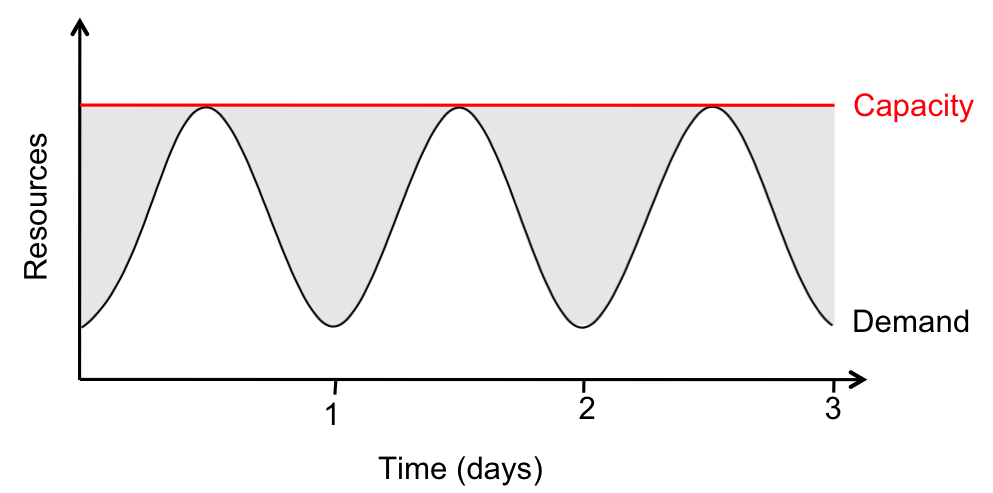 Capacity
Resources
Demand
1
2
3
Time (days)